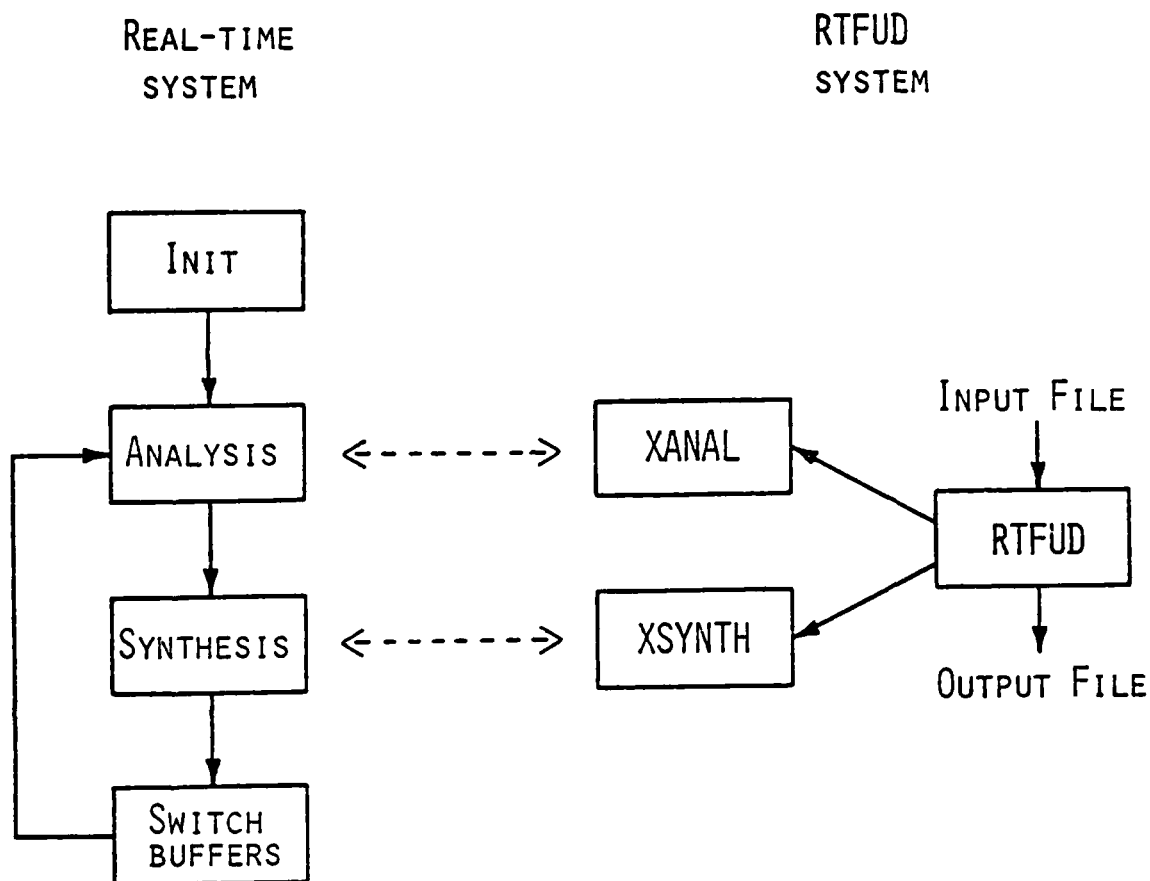 REAL-TIME
SYSTEM
RTFUD
SYSTEM
INIT
ANALYSIS
XANAL
INPUT FILE
RTFUD
SYNTHESIS
XSYNTH
OUTPUT FILE
SWITCH
BUFFERS